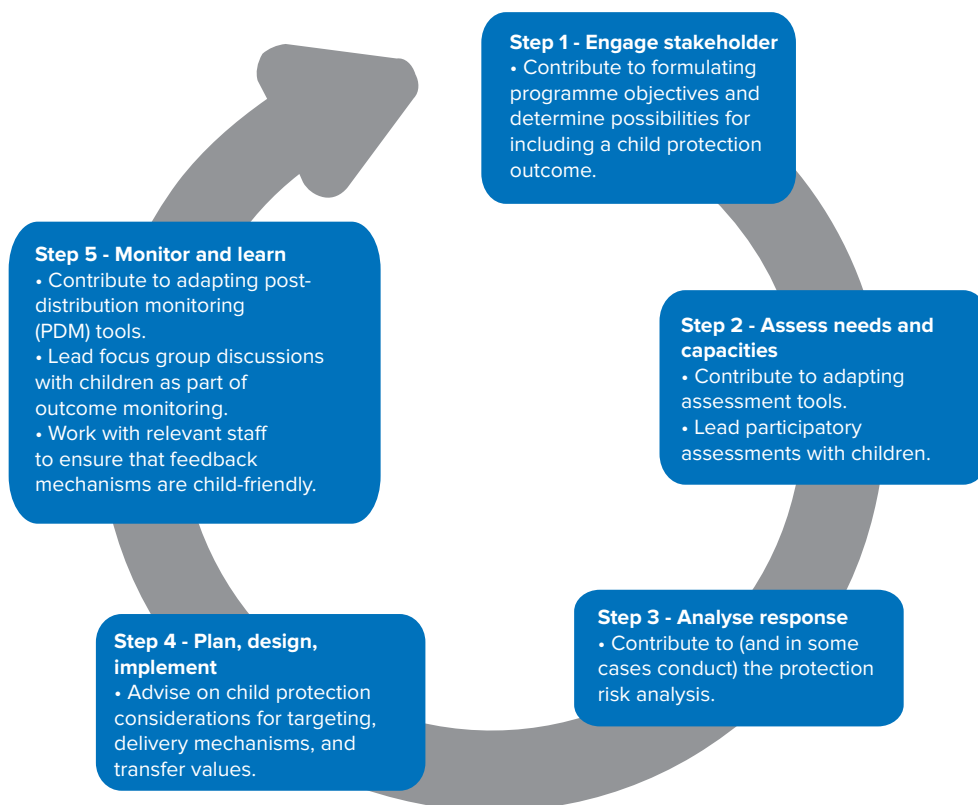 Step 1 - Engage stakeholder
• Contribute to formulating
programme objectives and
determine possibilities for
including a child protection
outcome.
Step 2 - Assess needs and
capacities
• Contribute to adapting
assessment tools.
• Lead participatory
assessments with children.
Step 3 - Analyse response
• Contribute to (and in some
cases conduct) the protection
risk analysis.
Step 4 - Plan, design,
implement
• Advise on child protection
considerations for targeting,
delivery mechanisms, and
transfer values.
Step 5 - Monitor and learn
• Contribute to adapting post-
distribution monitoring
(PDM) tools.
• Lead focus group discussions
with children as part of
outcome monitoring.
• Work with relevant staff
to ensure that feedback
mechanisms are child-friendly.